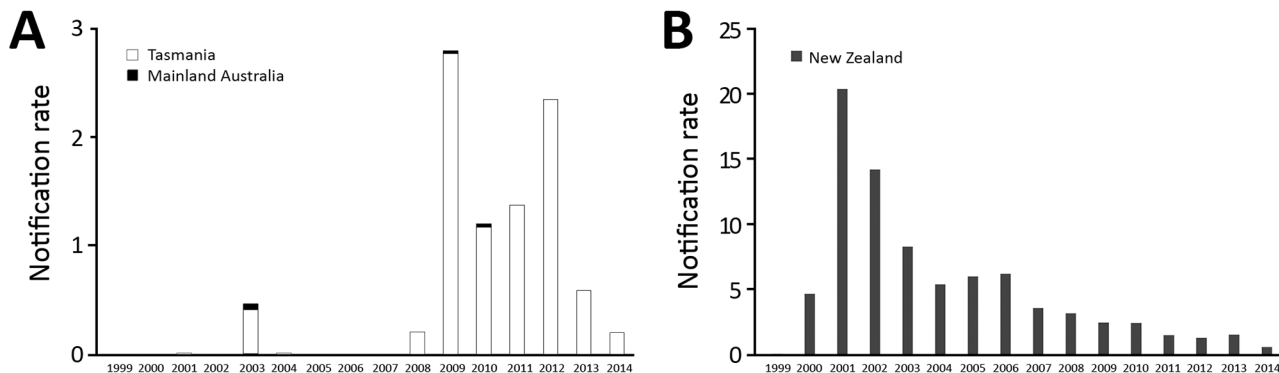 A
Notification rate
3
2
1
0
Tasmania
Mainland Australia
1999 2000 2001 2002 2003 2004 2005 2006 2007 2008 2009 2010 2011 2012 2013 2014
B
Notification rate
25
20
15
10
5
0
New Zealand
1999 2000 2001 2002 2003 2004 2005 2006 2007 2008 2009 2010 2011 2012 2013 2014